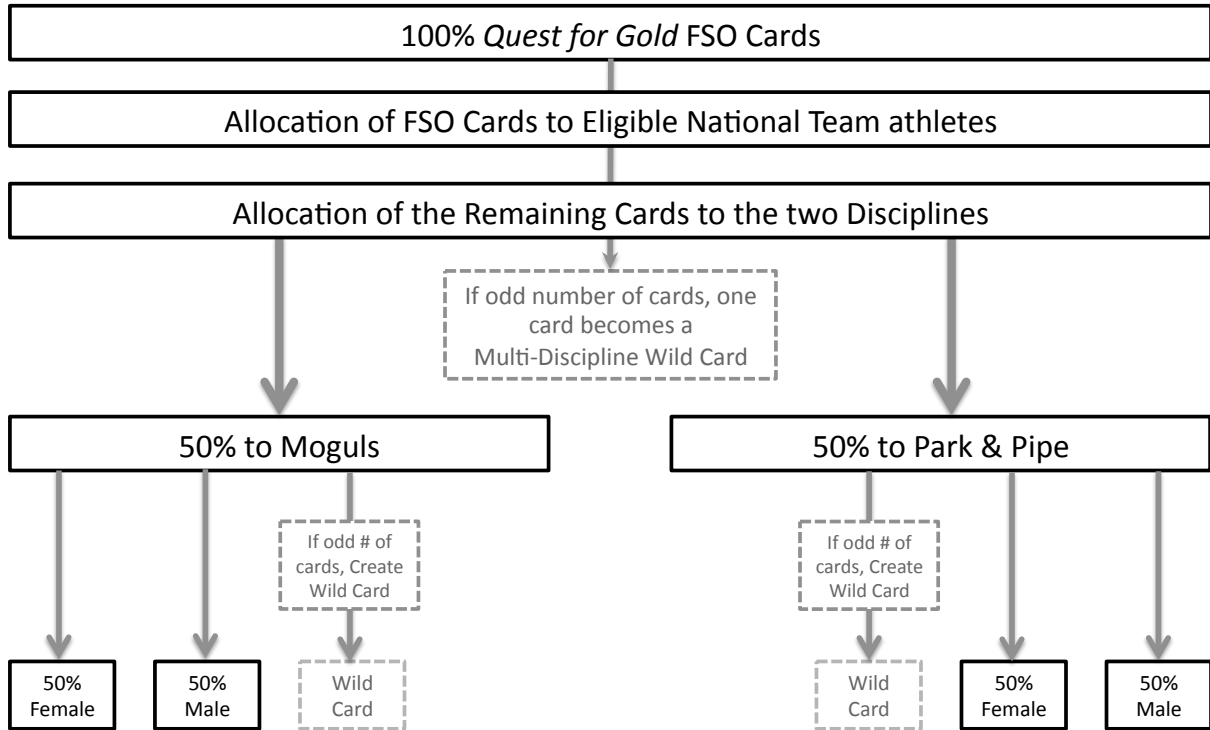 100% Quest for Gold FSO Cards
Allocation of FSO Cards to Eligible National Team athletes
Allocation of the Remaining Cards to the two Disciplines
If odd number of cards, one
card becomes a
Multi-Discipline Wild Card
50% to Moguls
50% to Park & Pipe
If odd # of
cards, Create
Wild Card
If odd # of
cards, Create
Wild Card
50%
Female
50%
Male
Wild
Card
Wild
Card
50%
Female
50%
Male